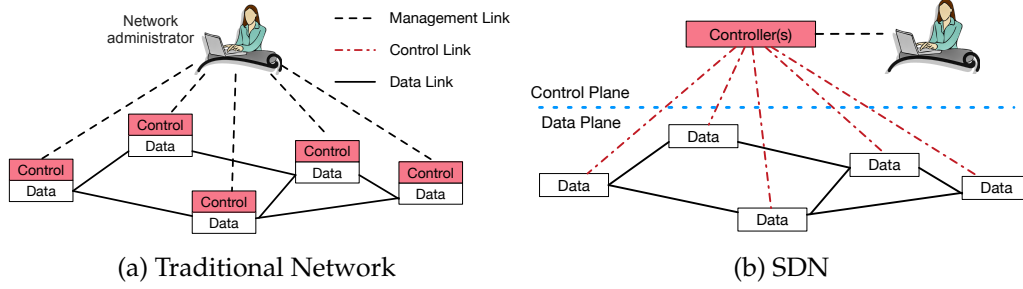 Network
administrator
Management Link
Control Link
Data Link
Control
Data
Control
Data
Control
Data
Control
Data
Control
Data
(a) Traditional Network
Controller(s)
Control Plane
Data Plane
Data
Data
Data
Data
Data
(b) SDN